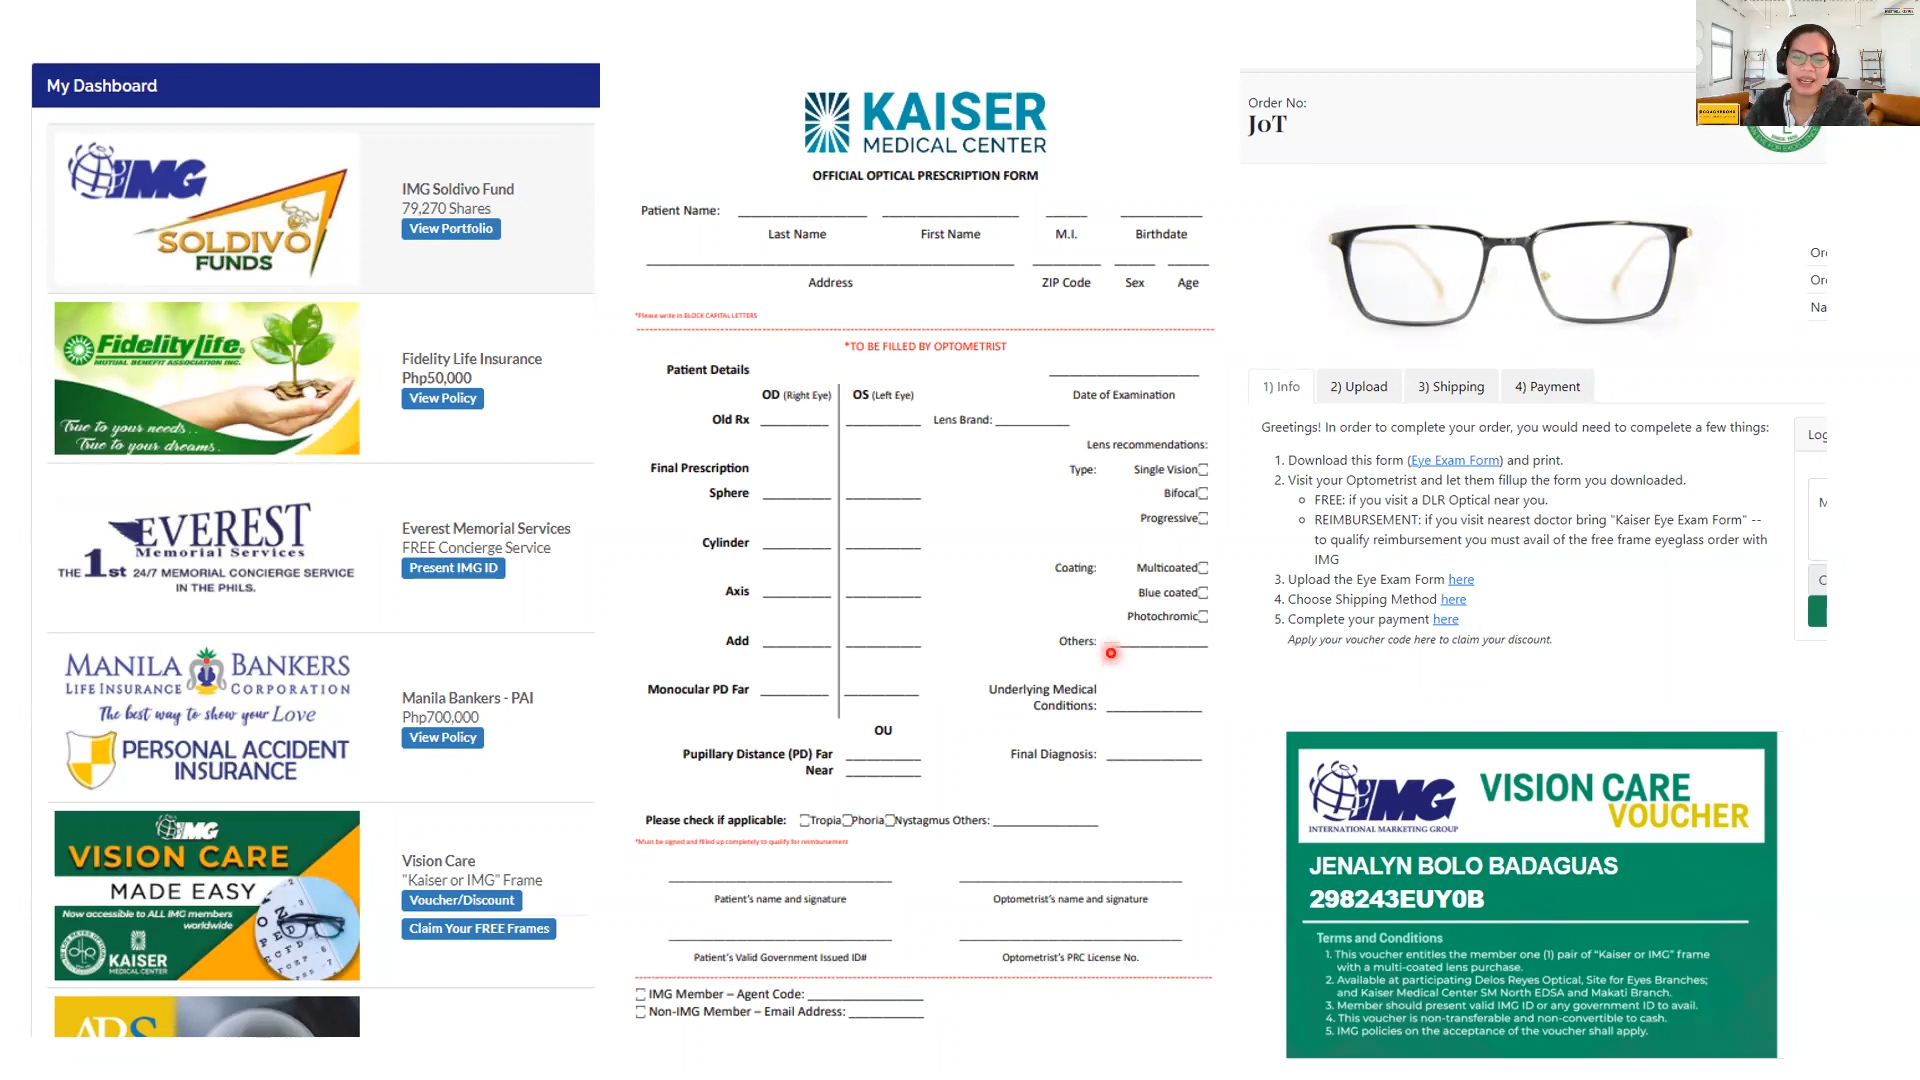 My Dashboard
IMG
SOLDIVO
FUNDS
IMG Soldivo Fund
79,270 Shares
View Portfolio
Fidelity Life.
MUTUAL BENEFIT ASSOCIATION INC.
True to your needs...
True to your dreams.
Fidelity Life Insurance
Php50,000
View Policy
EVEREST
Memorial Services
THE 1st 24/7 MEMORIAL CONCIERGE SERVICE
IN THE PHILS.
Everest Memorial Services
FREE Concierge Service
Present IMG ID
MANILA BANKERS
LIFE INSURANCE CORPORATION
The best way to show your Love
PERSONAL ACCIDENT
INSURANCE
Manila Bankers - PAI
Php700,000
View Policy
IMG
VISION CARE
MADE EASY
Now accessible to ALL IMG members
worldwide
KAISER
MEDICAL CENTER
Vision Care
"Kaiser or IMG" Frame
Voucher/Discount
Claim Your FREE Frames
KAISER
MEDICAL CENTER
OFFICIAL OPTICAL PRESCRIPTION FORM
Patient Name:
Last Name First Name M.I. Birthdate
Address ZIP Code Sex Age
*Please write in BLOCK CAPITAL LETTERS
*TO BE FILLED BY OPTOMETRIST
Patient Details
OD (Right Eye) OS (Left Eye) Date of Examination
Old Rx Lens Brand:
Lens recommendations:
Final Prescription Type: Single Vision
Sphere Bifocal
Progressive
Cylinder
Coating: Multicoated
Axis Blue coated
Photochromic
Add Others:
Monocular PD Far Underlying Medical
Conditions:
OU
Pupillary Distance (PD) Far Final Diagnosis:
Near
Please check if applicable: Tropia Phoria Nystagmus Others:
*Must be signed and filled up completely to qualify for reimbursement
Patient's name and signature Optometrist's name and signature
Patient's Valid Government Issued ID# Optometrist's PRC License No.
IMG Member – Agent Code:
Non-IMG Member – Email Address:
Order No:
JoT
1) Info 2) Upload 3) Shipping 4) Payment
Greetings! In order to complete your order, you would need to compelete a few things:
1. Download this form (Eye Exam Form) and print.
2. Visit your Optometrist and let them fillup the form you downloaded.
FREE: if you visit a DLR Optical near you.
REIMBURSEMENT: if you visit nearest doctor bring "Kaiser Eye Exam Form" --
to qualify reimbursement you must avail of the free frame eyeglass order with
IMG
3. Upload the Eye Exam Form here
4. Choose Shipping Method here
5. Complete your payment here
Apply your voucher code here to claim your discount.
IMG
INTERNATIONAL MARKETING GROUP
VISION CARE
VOUCHER
JENALYN BOLO BADAGUAS
298243EUY0B
Terms and Conditions
1. This voucher entitles the member one (1) pair of "Kaiser or IMG" frame
with a multi-coated lens purchase.
2. Available at participating Delos Reyes Optical, Site for Eyes Branches;
and Kaiser Medical Center SM North EDSA and Makati Branch.
3. Member should present valid IMG ID or any government ID to avail.
4. This voucher is non-transferable and non-convertible to cash.
5. IMG policies on the acceptance of the voucher shall apply.